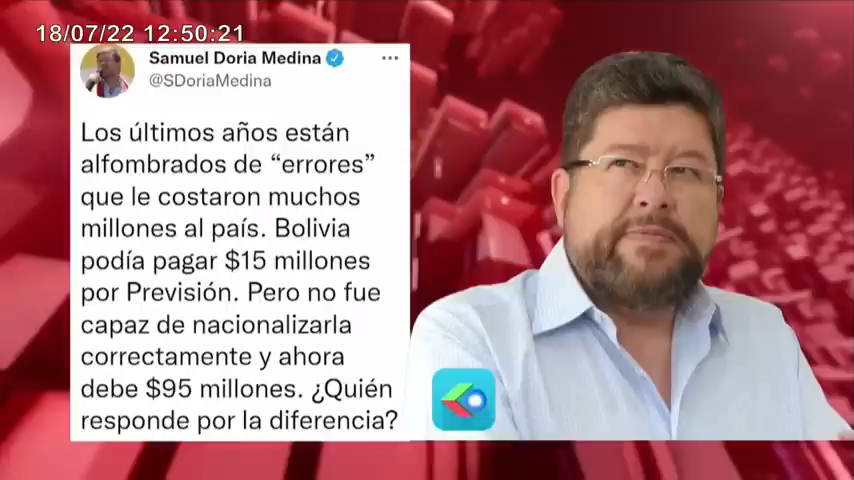 18/07/22 12:50:21
Samuel Doria Medina
@SDoriaMedina
Los últimos años están
alfombrados de “errores”
que le costaron muchos
millones al país. Bolivia
podía pagar $15 millones
por Previsión. Pero no fue
capaz de nacionalizarla
correctamente y ahora
debe $95 millones. ¿Quién
responde por la diferencia?